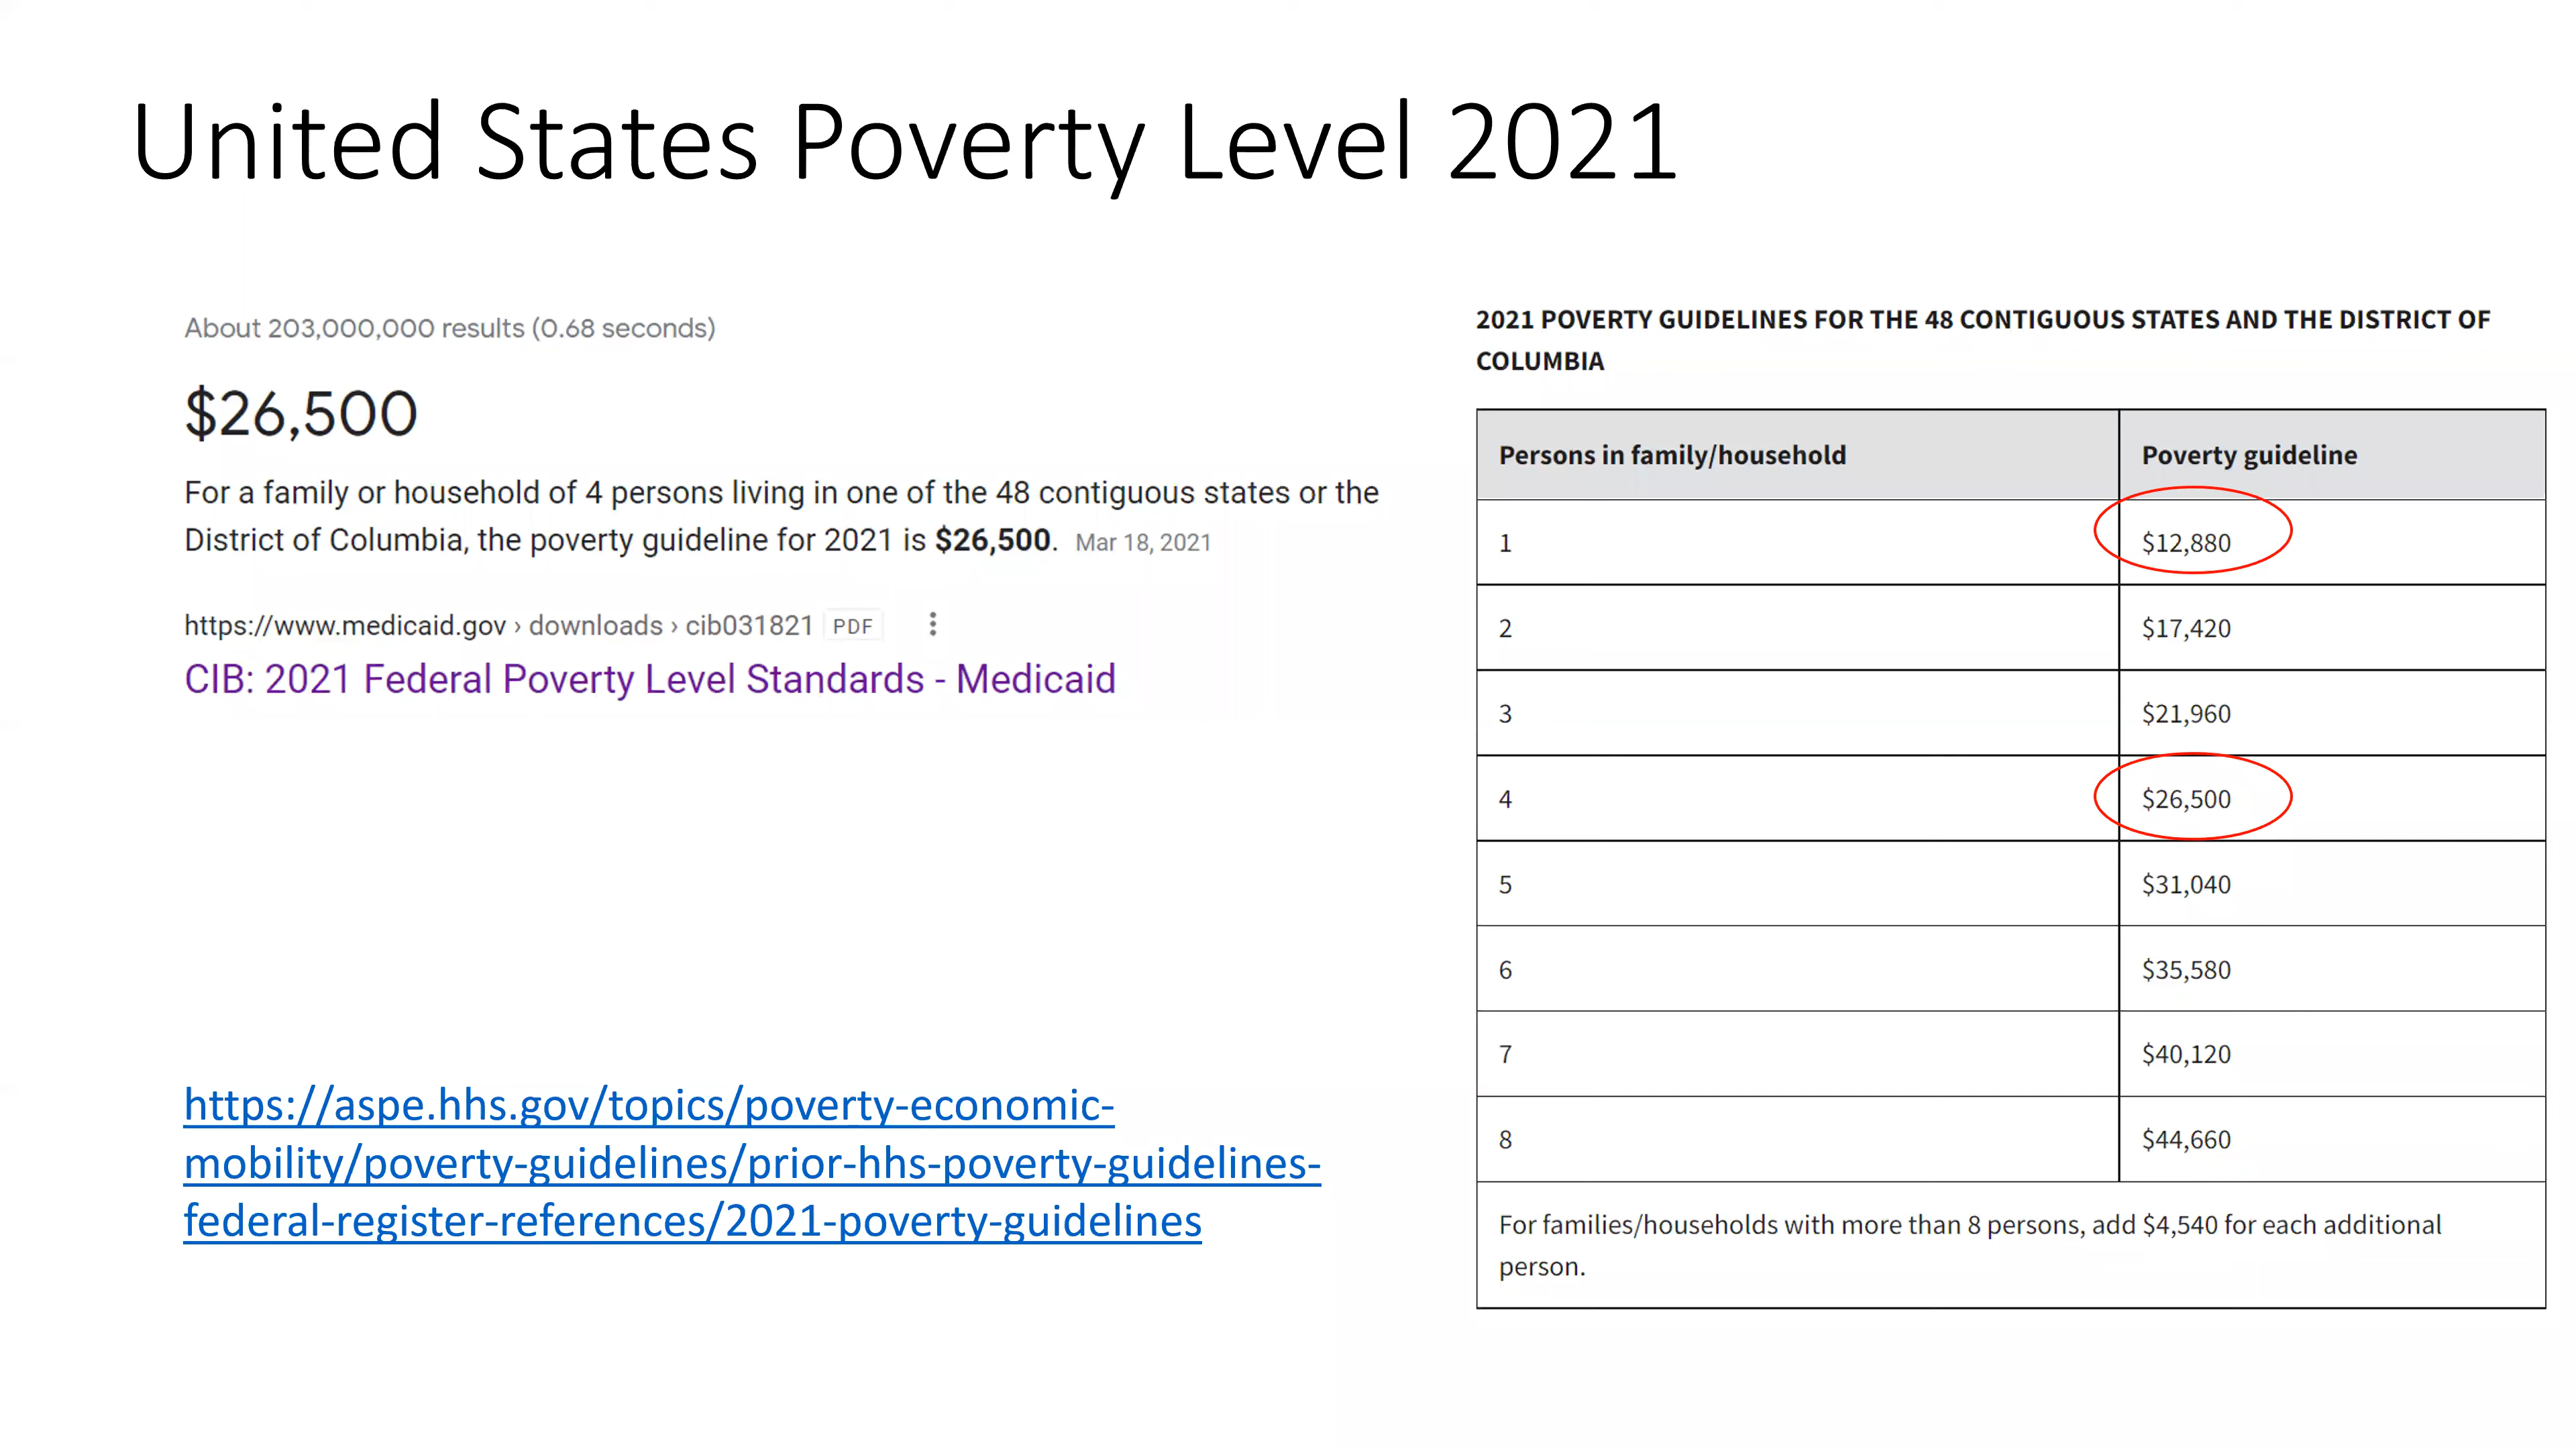 United States Poverty Level 2021
About 203,000,000 results (0.68 seconds)
$26,500
For a family or household of 4 persons living in one of the 48 contiguous states or the
District of Columbia, the poverty guideline for 2021 is $26,500. Mar 18, 2021
https://www.medicaid.gov › downloads › cib031821 PDF
CIB: 2021 Federal Poverty Level Standards - Medicaid
https://aspe.hhs.gov/topics/poverty-economic-
mobility/poverty-guidelines/prior-hhs-poverty-guidelines-
federal-register-references/2021-poverty-guidelines
2021 POVERTY GUIDELINES FOR THE 48 CONTIGUOUS STATES AND THE DISTRICT OF
COLUMBIA
Persons in family/household Poverty guideline
1 $12,880
2 $17,420
3 $21,960
4 $26,500
5 $31,040
6 $35,580
7 $40,120
8 $44,660
For families/households with more than 8 persons, add $4,540 for each additional
person.